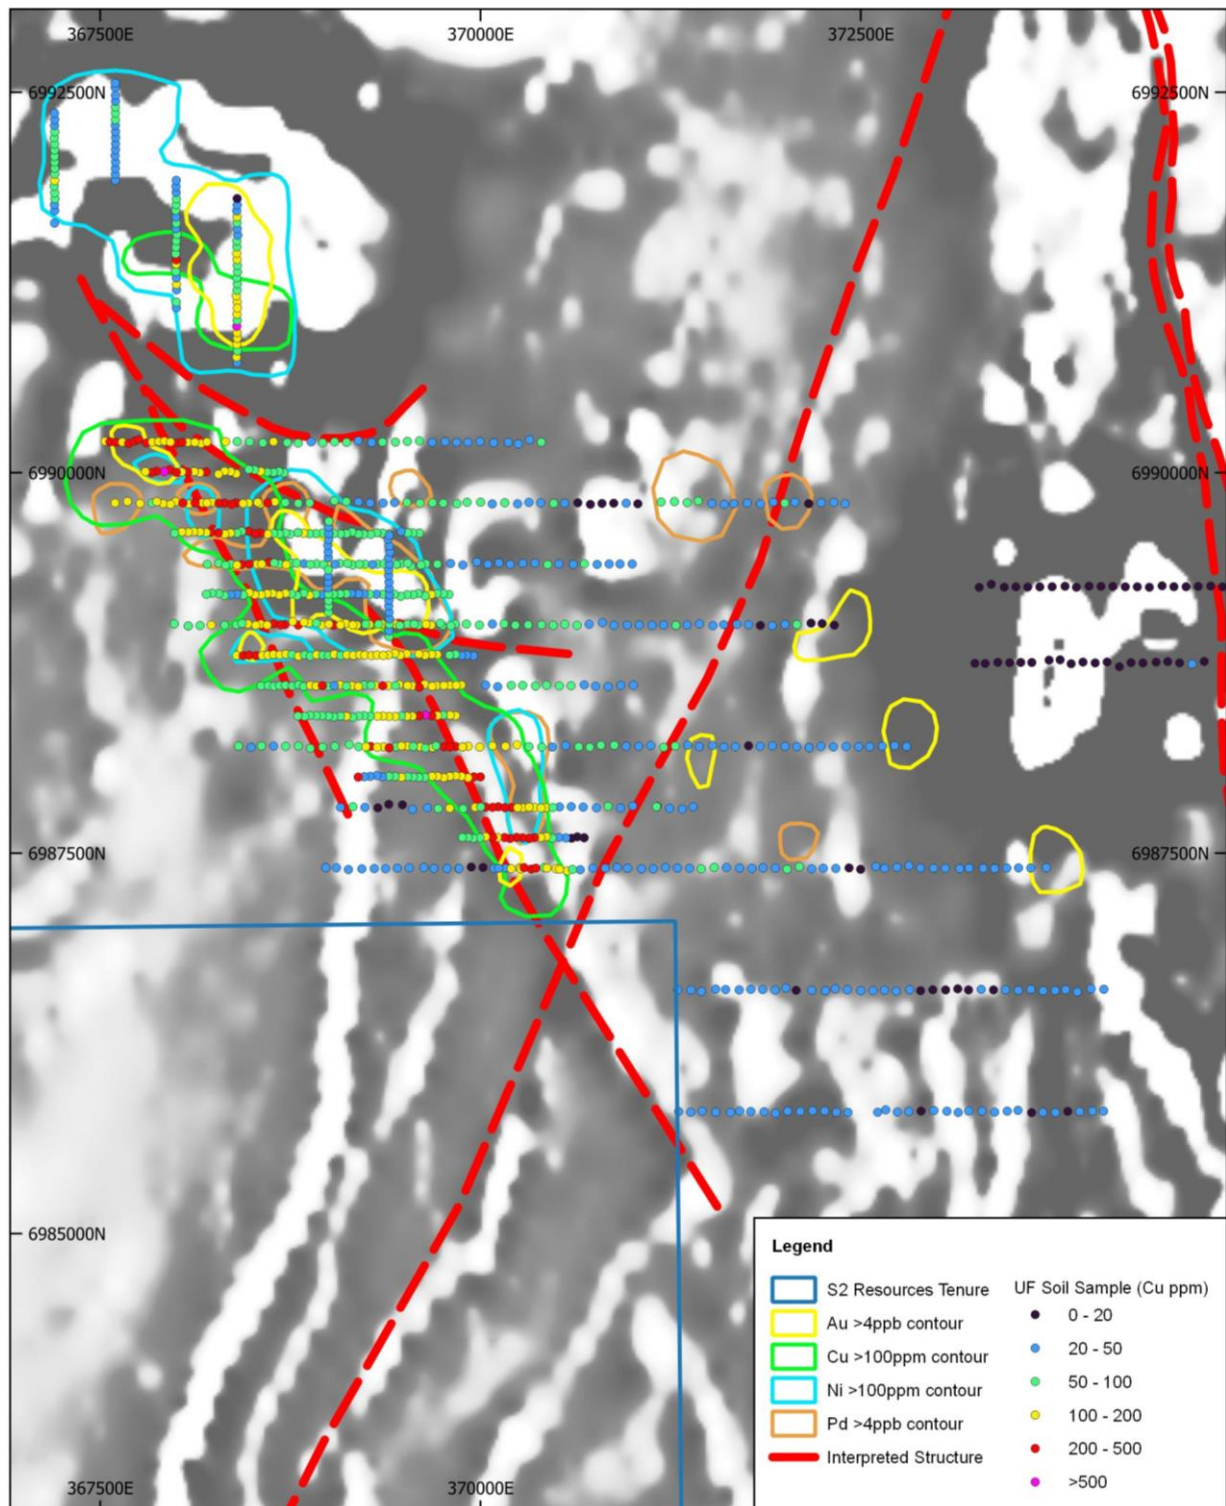 367500E
370000E
372500E
6992500N
6992500N
6990000N
6990000N
6987500N
6987500N
6985000N
367500E
370000E
Legend
S2 Resources Tenure
Au >4ppb contour
Cu >100ppm contour
Ni >100ppm contour
Pd >4ppb contour
Interpreted Structure
UF Soil Sample (Cu ppm)
0 - 20
20 - 50
50 - 100
100 - 200
200 - 500
>500